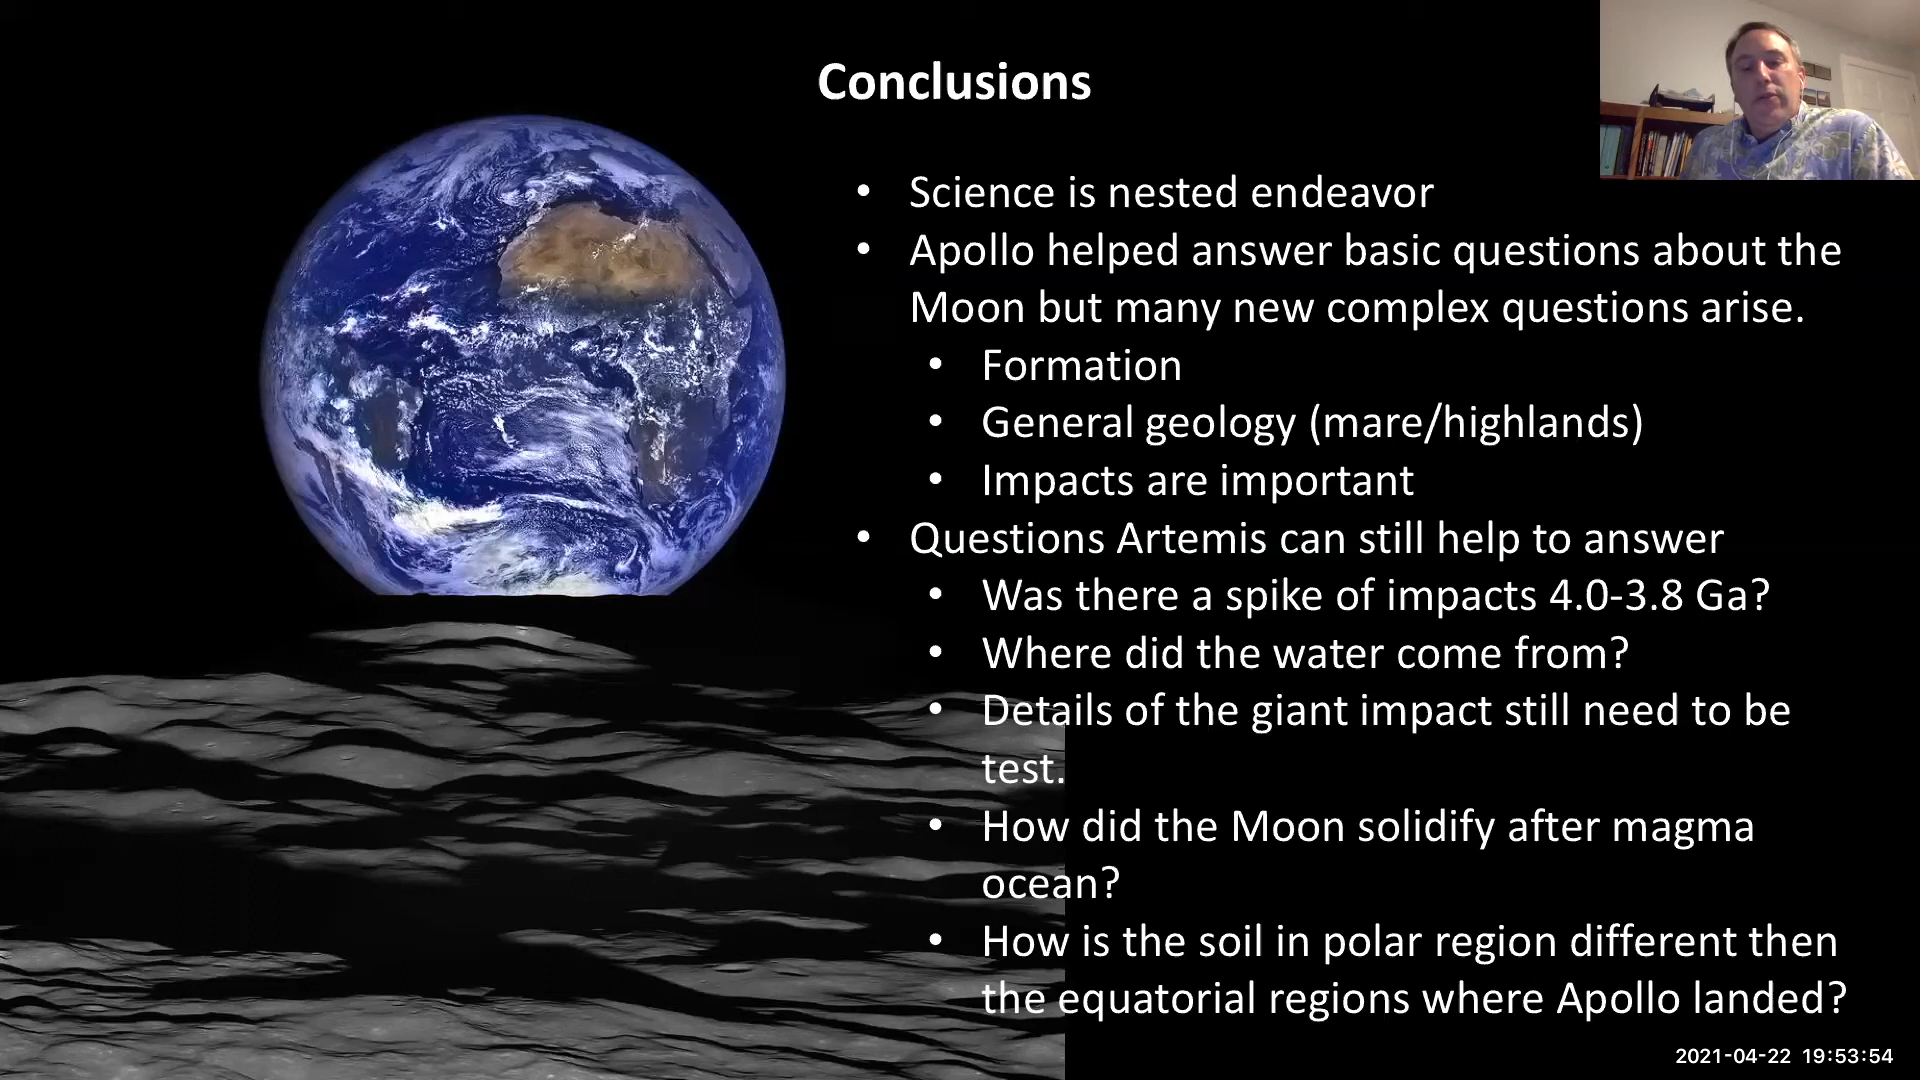 Conclusions
• Science is nested endeavor
• Apollo helped answer basic questions about the
Moon but many new complex questions arise.
• Formation
• General geology (mare/highlands)
• Impacts are important
• Questions Artemis can still help to answer
• Was there a spike of impacts 4.0-3.8 Ga?
• Where did the water come from?
• Details of the giant impact still need to be
test.
• How did the Moon solidify after magma
ocean?
• How is the soil in polar region different then
the equatorial regions where Apollo landed?
2021-04-22 19:53:54